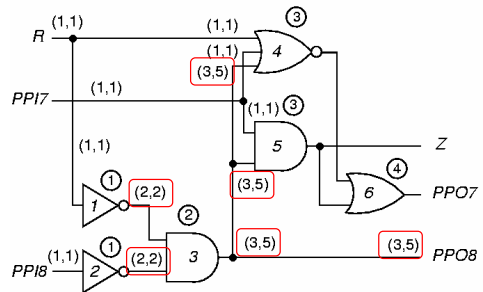 (1,1) 3
R
(1,1) 4
(3,5)
(1,1) 3
PPI7 (1,1)
5 Z
(1,1) 4
1 (3,5) 6 PPO7
(2,2)
1 2
1 (2,2) (3,5) (3,5) PPO8
(1,1) 3
PPI8 2